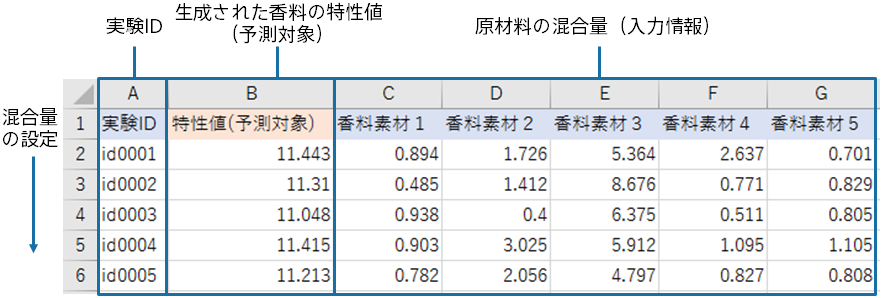 実験ID
生成された香料の特性値
(予測対象)
原材料の混合量（入力情報）
混合量
の設定
A B C D E F G
1 実験ID 特性値(予測対象) 香料素材１ 香料素材２ 香料素材３ 香料素材４ 香料素材５
2 id0001 11.443 0.894 1.726 5.364 2.637 0.701
3 id0002 11.31 0.485 1.412 8.676 0.771 0.829
4 id0003 11.048 0.938 0.4 6.375 0.511 0.805
5 id0004 11.415 0.903 3.025 5.912 1.095 1.105
6 id0005 11.213 0.782 2.056 4.797 0.827 0.808